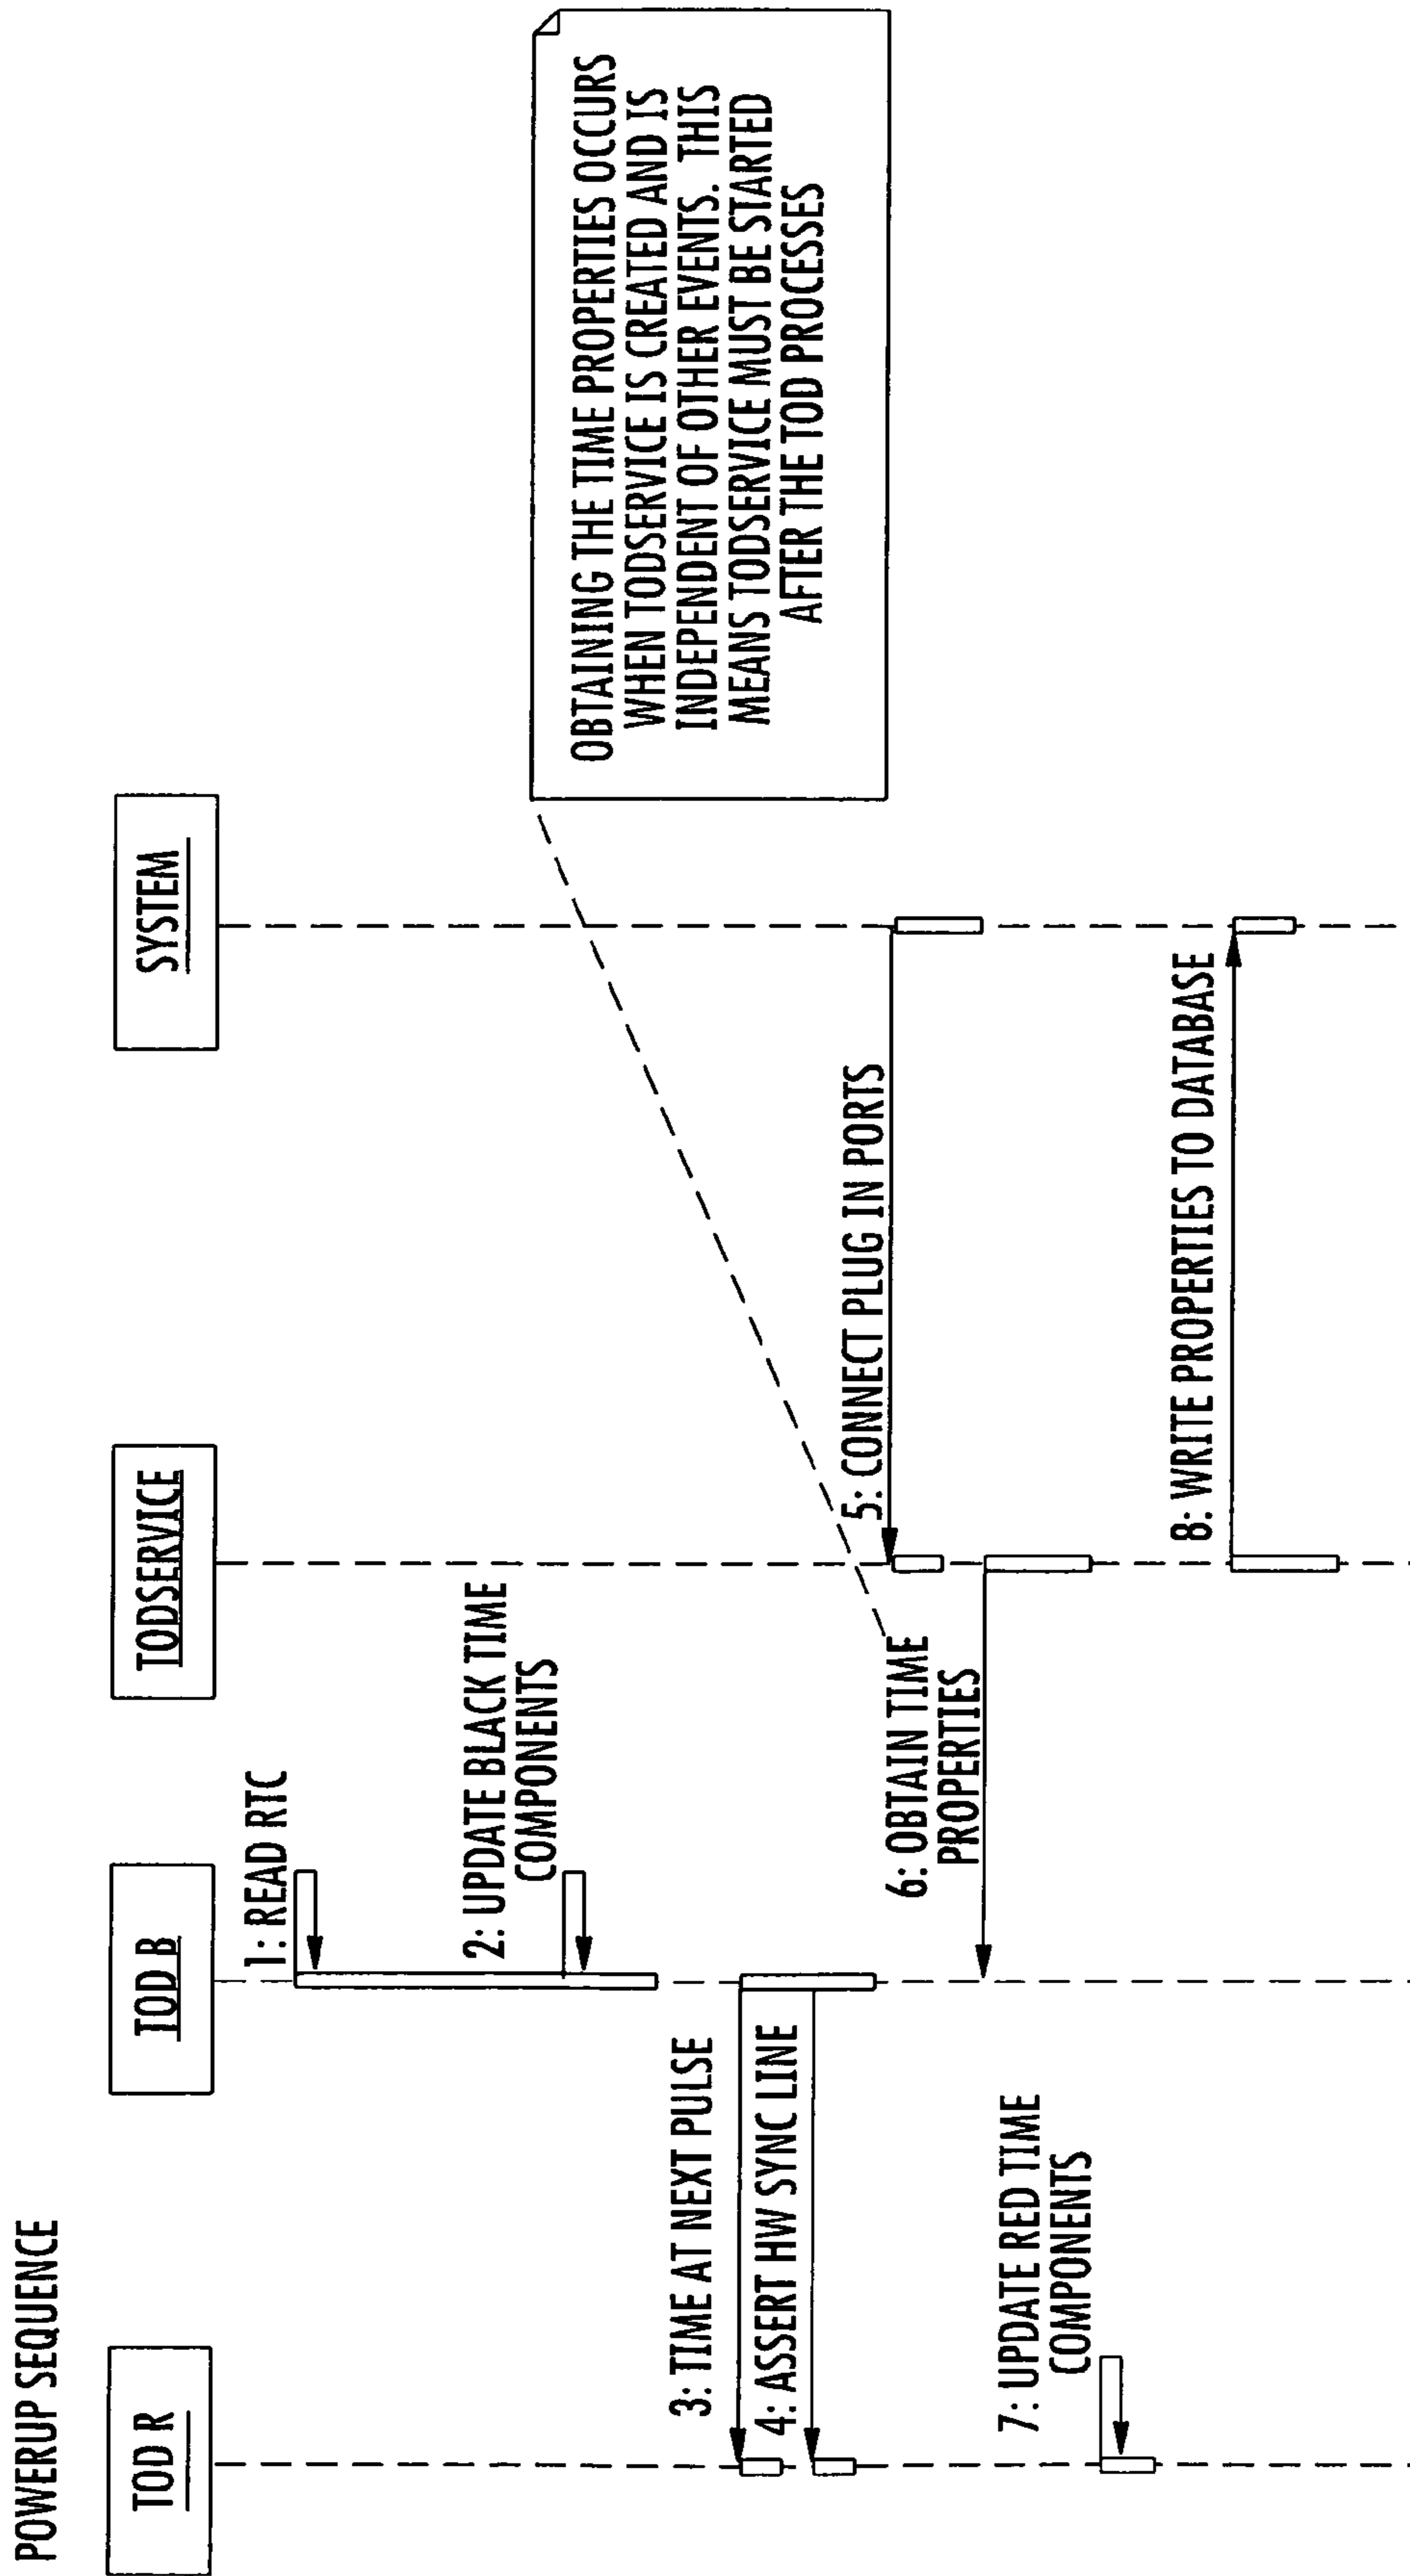 POWERUP SEQUENCE
TOD R
TOD B
TODSERVICE
SYSTEM
1: READ RTC
2: UPDATE BLACK TIME
COMPONENTS
3: TIME AT NEXT PULSE
4: ASSERT HW SYNC LINE
5: CONNECT PLUG IN PORTS
6: OBTAIN TIME
PROPERTIES
7: UPDATE RED TIME
COMPONENTS
8: WRITE PROPERTIES TO DATABASE
OBTAINING THE TIME PROPERTIES OCCURS
WHEN TODSERVICE IS CREATED AND IS
INDEPENDENT OF OTHER EVENTS. THIS
MEANS TODSERVICE MUST BE STARTED
AFTER THE TOD PROCESSES